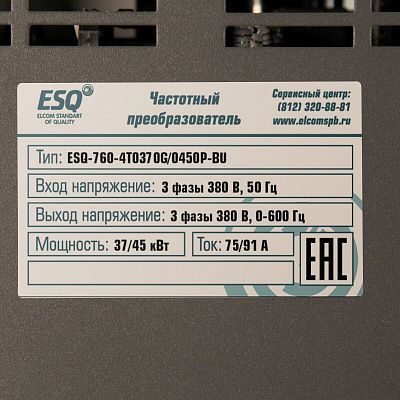 ESQ
ELCOM STANDART
OF QUALITY
Частотный
преобразователь
Сервисный центр:
(812) 320-88-81
www.elcomspb.ru
Тип: ESQ-760-4T0370G/0450P-BU
Вход напряжение: 3 фазы 380 В, 50 Гц
Выход напряжение: 3 фазы 380 В, 0-600 Гц
Мощность: 37/45 кВт
Ток: 75/91 А
EAC